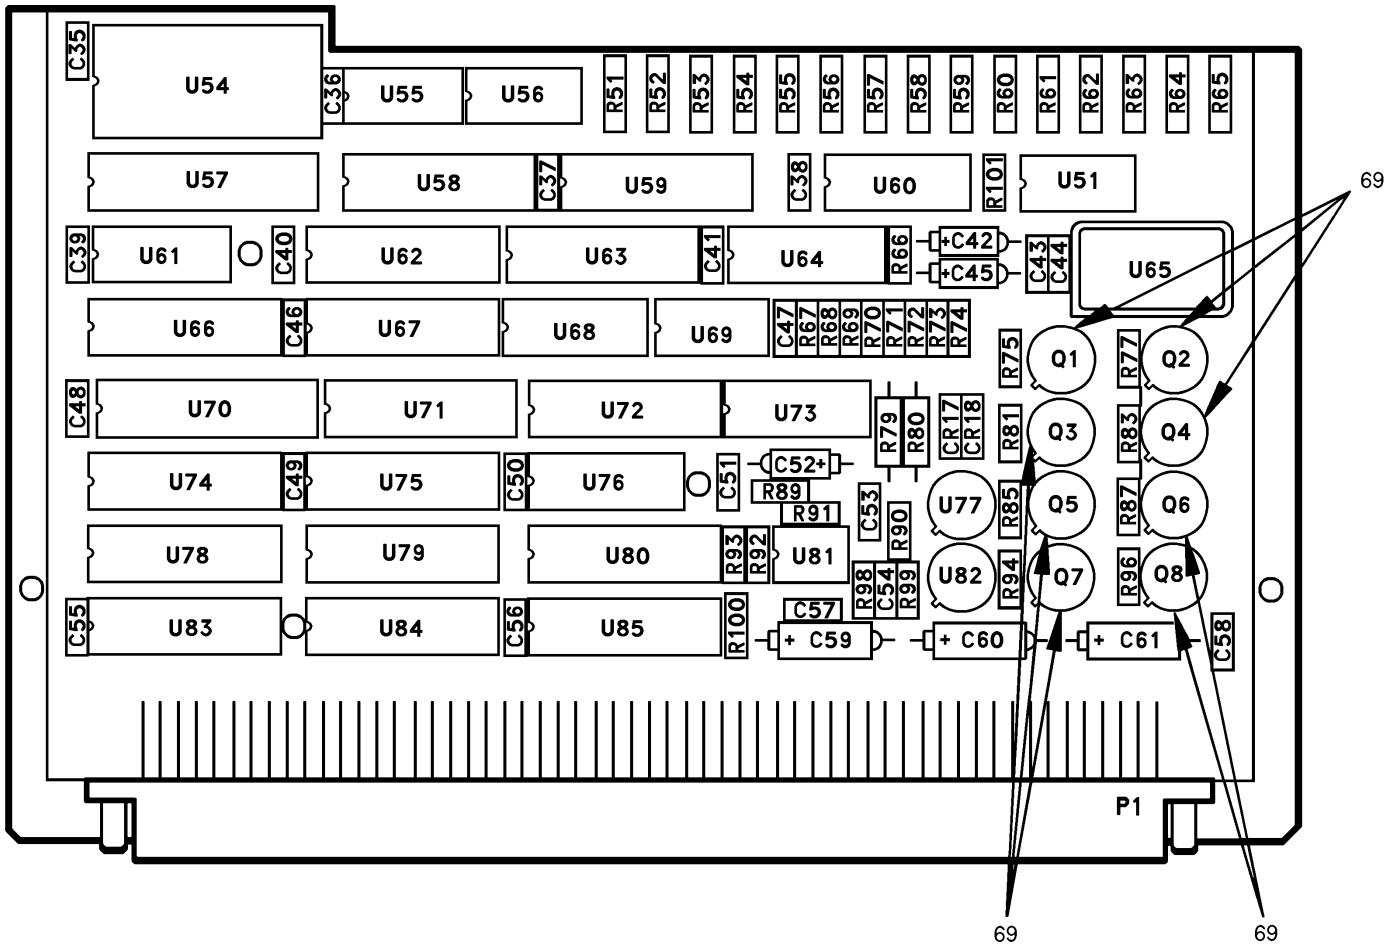 C35 U54 C36 U55 U56 R51 R52 R53 R54 R55 R56 R57 R58 R59 R60 R61 R62 R63 R64 R65
U57 U58 C37 U59 C38 U60 R101 U51 69
C39 U61 C40 U62 U63 C41 U64 R66 +C42 +C45 C43 C44 U65
U66 C46 U67 U68 U69 C47 R67 R68 R69 R70 R71 R72 R73 R74 R75 Q1 R77 Q2
C48 U70 U71 U72 U73 R79 R80 CR17 CR18 R81 Q3 R83 Q4
U74 C49 U75 C50 U76 C51 C52+ R89 R91 C53 R90 U77 R85 Q5 R87 Q6
U78 U79 U80 R93 R92 U81 R98 C54 R99 U82 R94 Q7 R96 Q8
C55 U83 U84 C56 U85 R100 C57 + C59 + C60 + C61 C58
P1
69 69